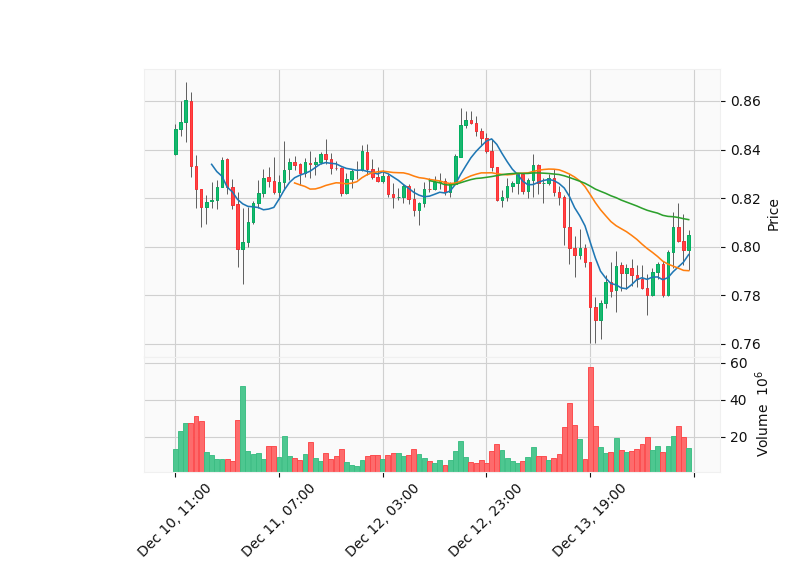 0.86
0.84
0.82
0.80
0.78
0.76
Price
60
40
20
Volume 10^6
Dec 10, 11:00
Dec 11, 07:00
Dec 12, 03:00
Dec 12, 23:00
Dec 13, 19:00